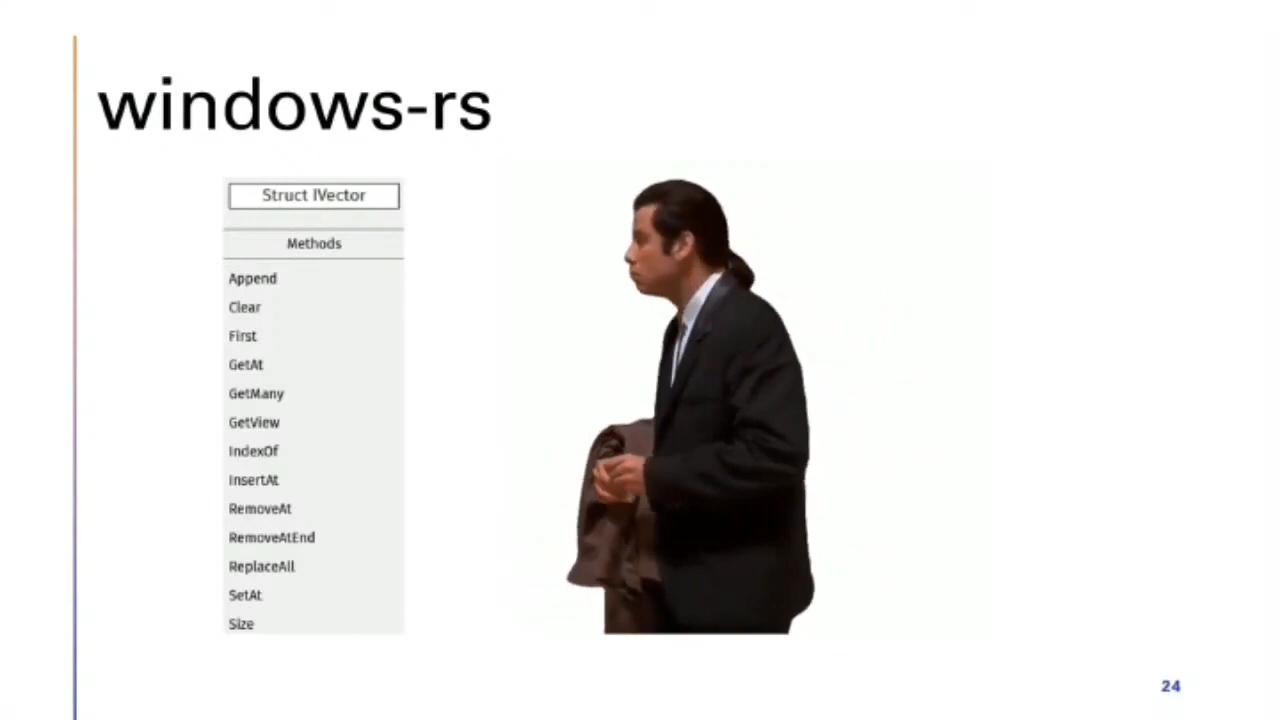 windows-rs
Struct IVector
Methods
Append
Clear
First
GetAt
GetMany
GetView
IndexOf
InsertAt
RemoveAt
RemoveAtEnd
ReplaceAll
SetAt
Size
24